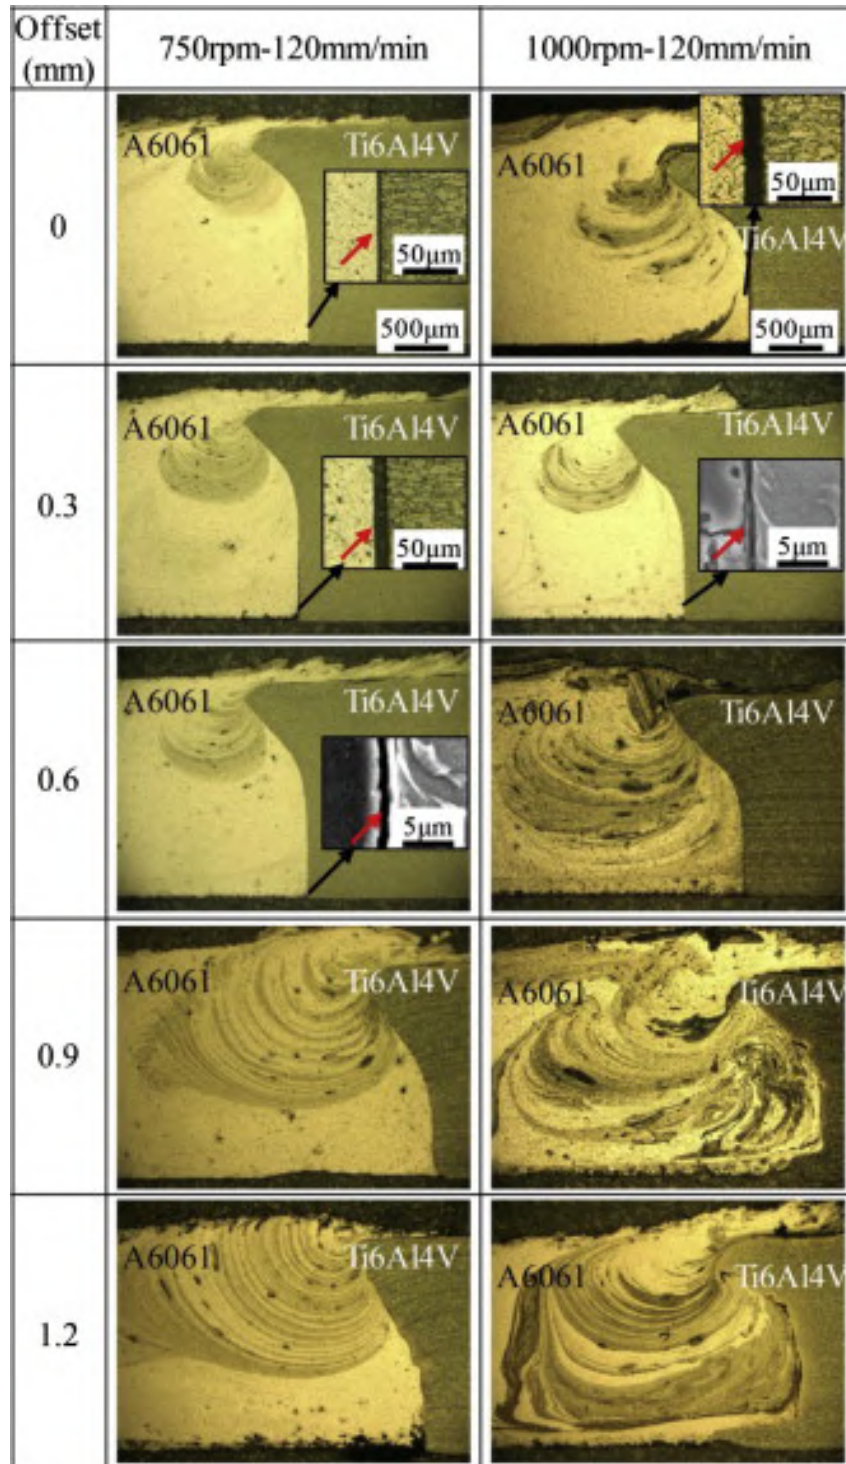 Offset
(mm)
750rpm-120mm/min
1000rpm-120mm/min
0
A6061
Ti6Al4V
50μm
500μm
A6061
Ti6Al4V
50μm
500μm
0.3
A6061
Ti6Al4V
50μm
A6061
Ti6Al4V
5μm
0.6
A6061
Ti6Al4V
5μm
A6061
Ti6Al4V
0.9
A6061
Ti6Al4V
A6061
Ti6Al4V
1.2
A6061
Ti6Al4V
A6061
Ti6Al4V